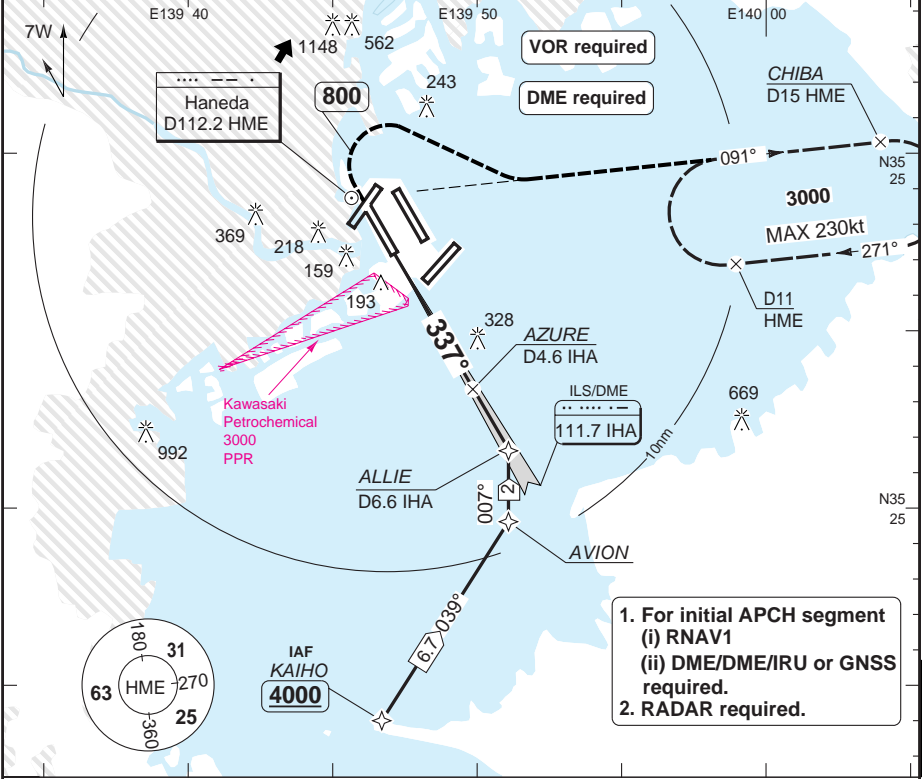 E139 40
E139 50
E140 00
7W
1148
562
VOR required
CHIBA
D15 HME
Haneda
D112.2 HME
800
243
DME required
091°
N35
25
3000
MAX 230kt
369
218
271°
159
193
D11
HME
337°
328
AZURE
D4.6 IHA
ILS/DME
111.7 IHA
669
Kawasaki
Petrochemical
3000
PPR
992
10nm
ALLIE
D6.6 IHA
007°
2
N35
25
AVION
039°
6.7
1. For initial APCH segment
(i) RNAV1
(ii) DME/DME/IRU or GNSS
required.
2. RADAR required.
IAF
KAIHO
4000
180
31
63
HME
270
25
360